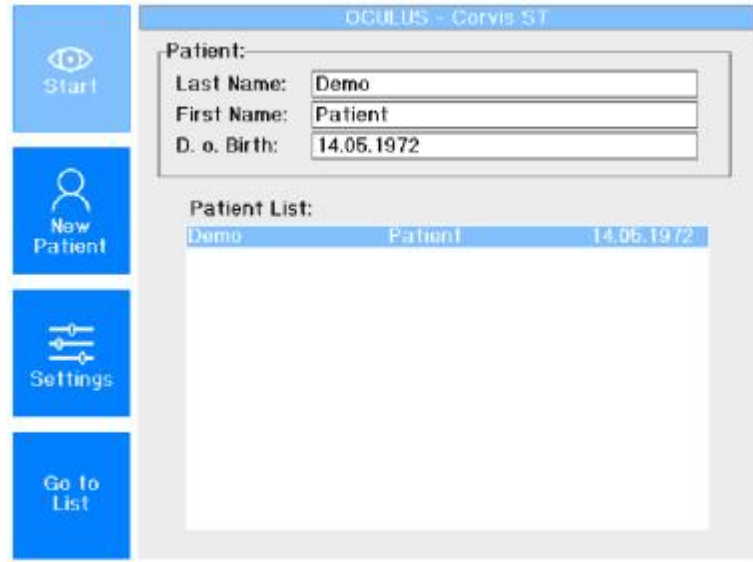 OCULUS - Corvis ST
Start
Patient:
Last Name: Demo
First Name: Patient
D. o. Birth: 14.05.1972
New
Patient
Patient List:
Demo Patient 14.05.1972
Settings
Go to
List